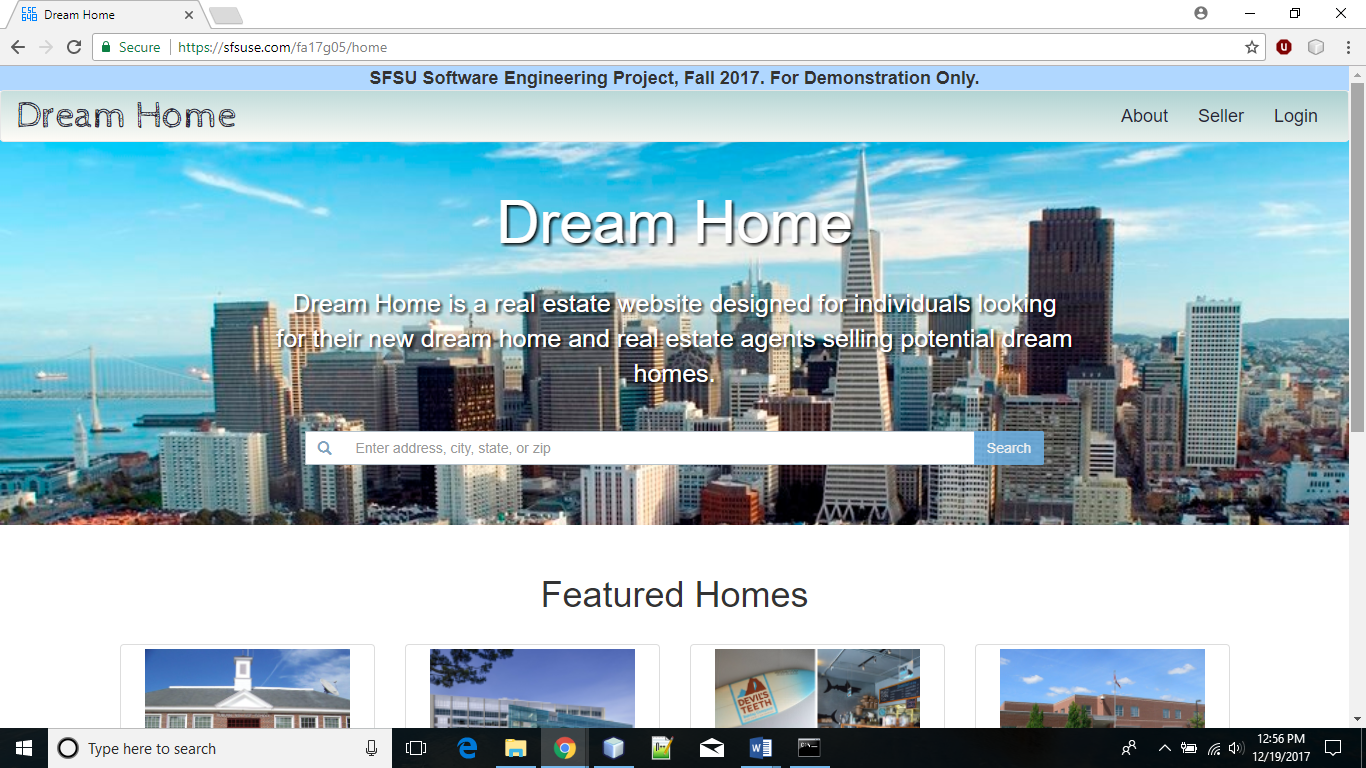 Dream Home
Secure https://sfsuse.com/fa17g05/home
SFSU Software Engineering Project, Fall 2017. For Demonstration Only.
Dream Home
About Seller Login
Dream Home
Dream Home is a real estate website designed for individuals looking
for their new dream home and real estate agents selling potential dream
homes.
Enter address, city, state, or zip
Search
Featured Homes
DEVIL'S
TEETH
Type here to search
12:56 PM
12/19/2017